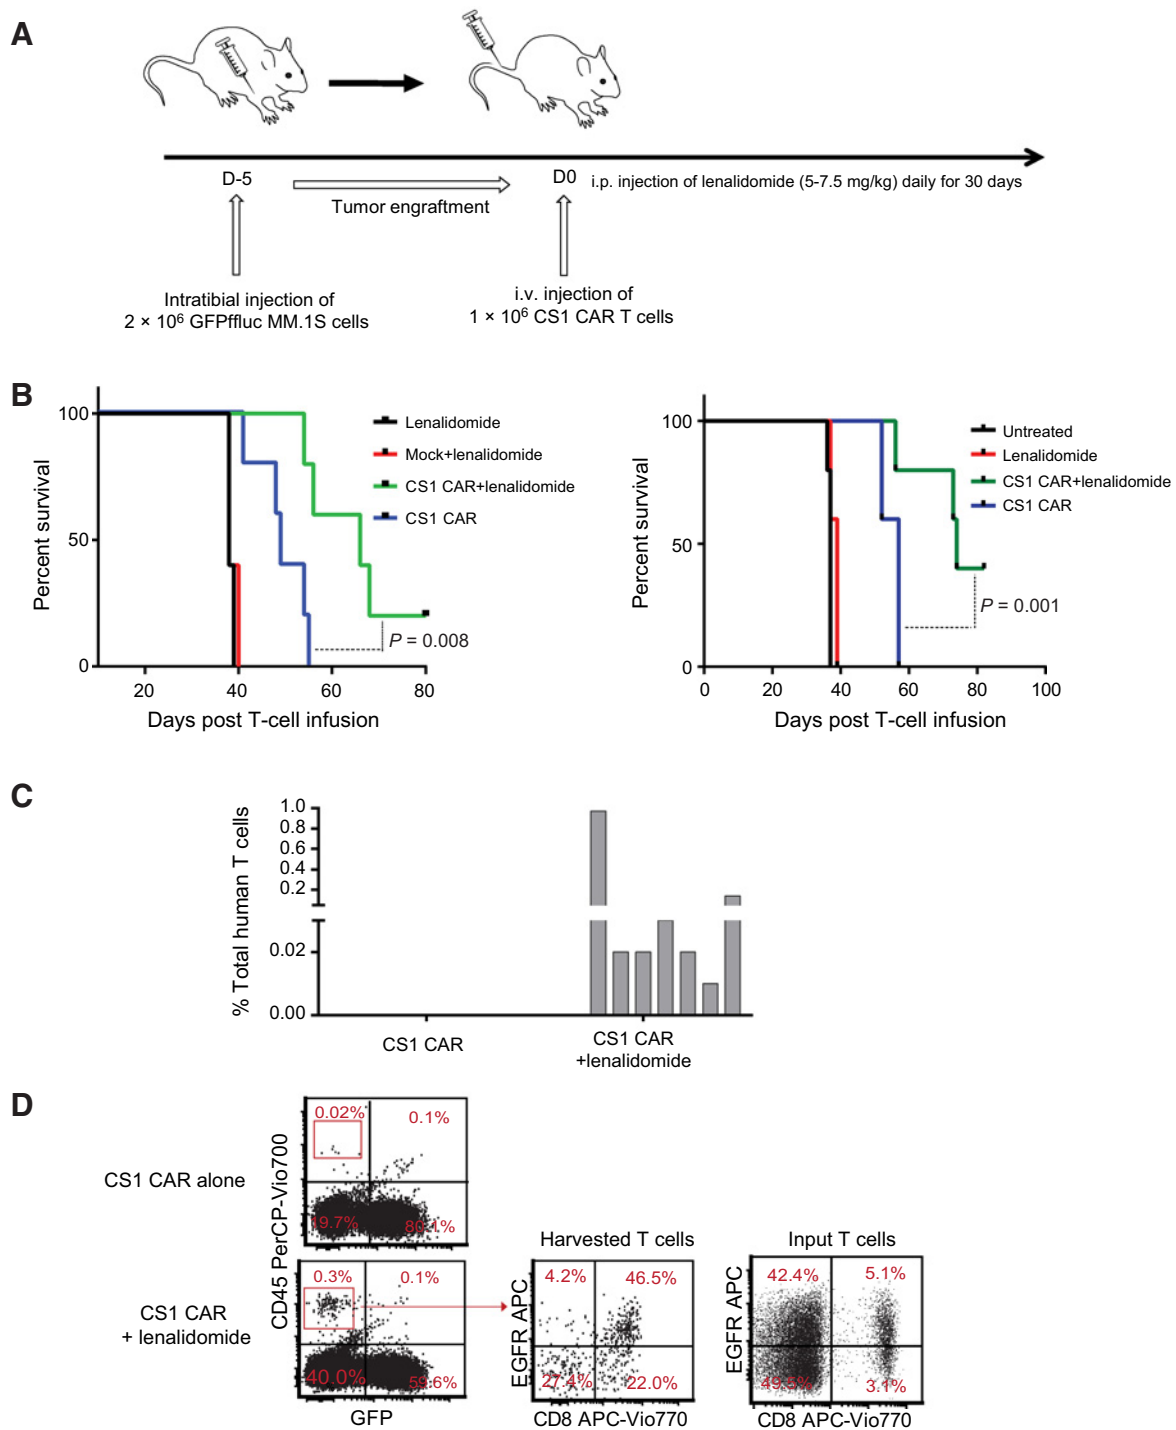 A
D-5
D0
i.p. injection of lenalidomide (5-7.5 mg/kg) daily for 30 days
Tumor engraftment
Intratibial injection of
2 × 10⁶ GFPffluc MM.1S cells
i.v. injection of
1 × 10⁶ CS1 CAR T cells
B
Percent survival
100
50
0
20
40
60
80
Days post T-cell infusion
Lenalidomide
Mock+lenalidomide
CS1 CAR+lenalidomide
CS1 CAR
P = 0.008
Percent survival
100
50
0
0
20
40
60
80
100
Days post T-cell infusion
Untreated
Lenalidomide
CS1 CAR+lenalidomide
CS1 CAR
P = 0.001
C
% Total human T cells
1.0
0.8
0.6
0.4
0.2
0.02
0.00
CS1 CAR
CS1 CAR
+lenalidomide
D
CS1 CAR alone
CD45 PerCP-Vio700
0.02%
0.1%
19.7%
80.1%
CS1 CAR
+ lenalidomide
0.3%
0.1%
40.0%
59.6%
GFP
Harvested T cells
EGFR APC
4.2%
46.5%
27.4%
22.0%
CD8 APC-Vio770
Input T cells
EGFR APC
42.4%
5.1%
49.5%
3.1%
CD8 APC-Vio770